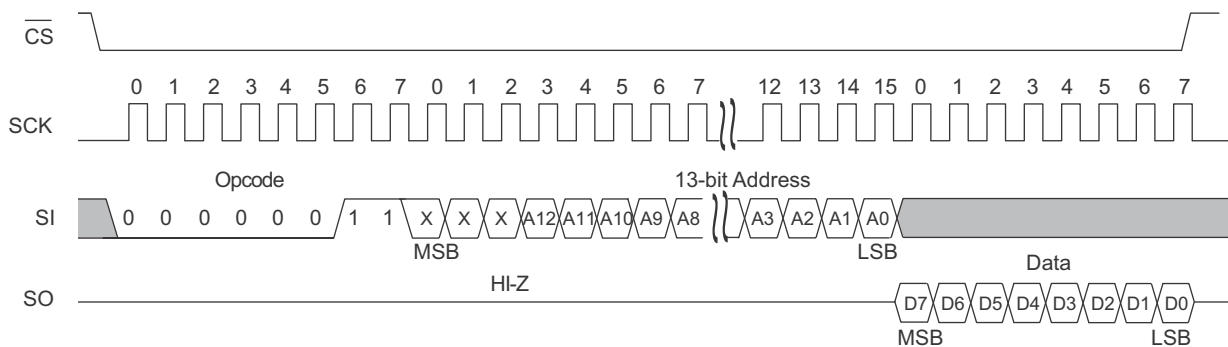 CS
0 1 2 3 4 5 6 7 0 1 2 3 4 5 6 7 12 13 14 15 0 1 2 3 4 5 6 7
SCK
Opcode 13-bit Address
SI 0 0 0 0 0 0 1 1 X X X A12 A11 A10 A9 A8 A3 A2 A1 A0
MSB LSB
HI-Z Data
SO D7 D6 D5 D4 D3 D2 D1 D0
MSB LSB